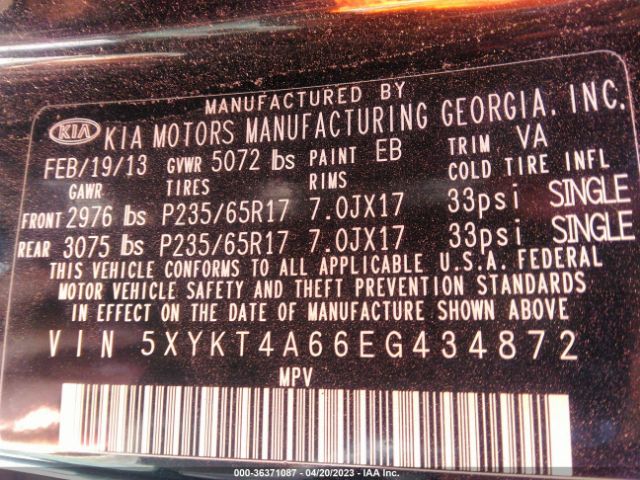 MANUFACTURED BY
KIA KIA MOTORS MANUFACTURING GEORGIA, INC.
FEB/19/13 GVWR 5072 lbs PAINT EB TRIM VA
GAWR TIRES RIMS COLD TIRE INFL
FRONT 2976 lbs P235/65R17 7.0JX17 33psi SINGLE
REAR 3075 lbs P235/65R17 7.0JX17 33psi SINGLE
THIS VEHICLE CONFORMS TO ALL APPLICABLE U.S.A. FEDERAL
MOTOR VEHICLE SAFETY AND THEFT PREVENTION STANDARDS
IN EFFECT ON THE DATE OF MANUFACTURE SHOWN ABOVE
VIN 5XYKT4A66EG434872
MPV
000-36371087 - 04/20/2023 - IAA Inc.